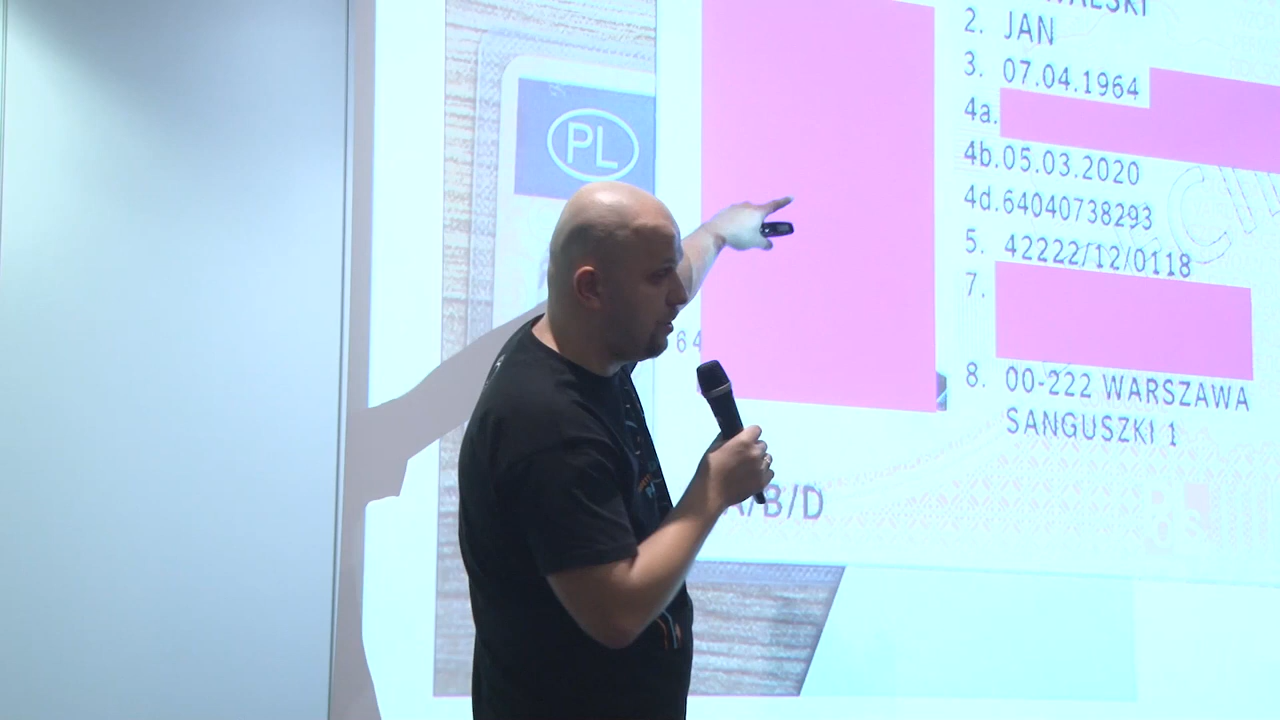 PL
2. JAN
3. 07.04.1964
4a.
4b.05.03.2020
4d.64040738293
5. 42222/12/0118
7.
8. 00-222 WARSZAWA
SANGUSZKI 1
64
A/B/D